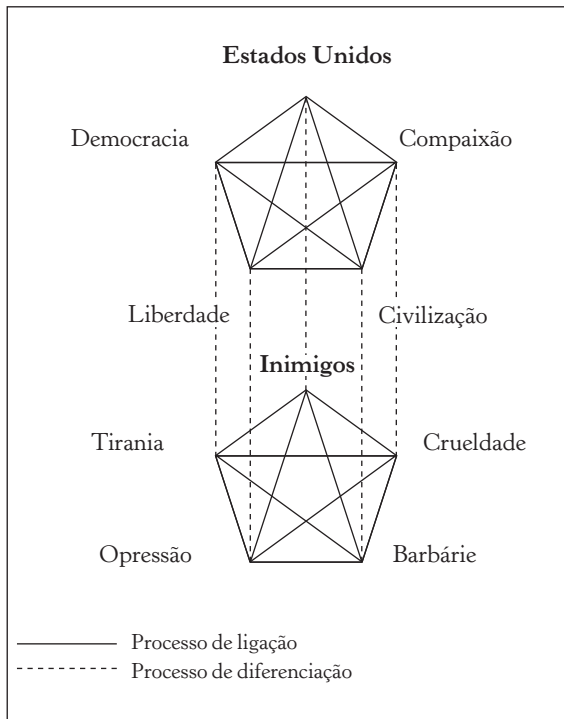 Estados Unidos
Democracia
Compaixão
Liberdade
Civilização
Inimigos
Tirania
Crueldade
Opressão
Barbárie
Processo de ligação
Processo de diferenciação